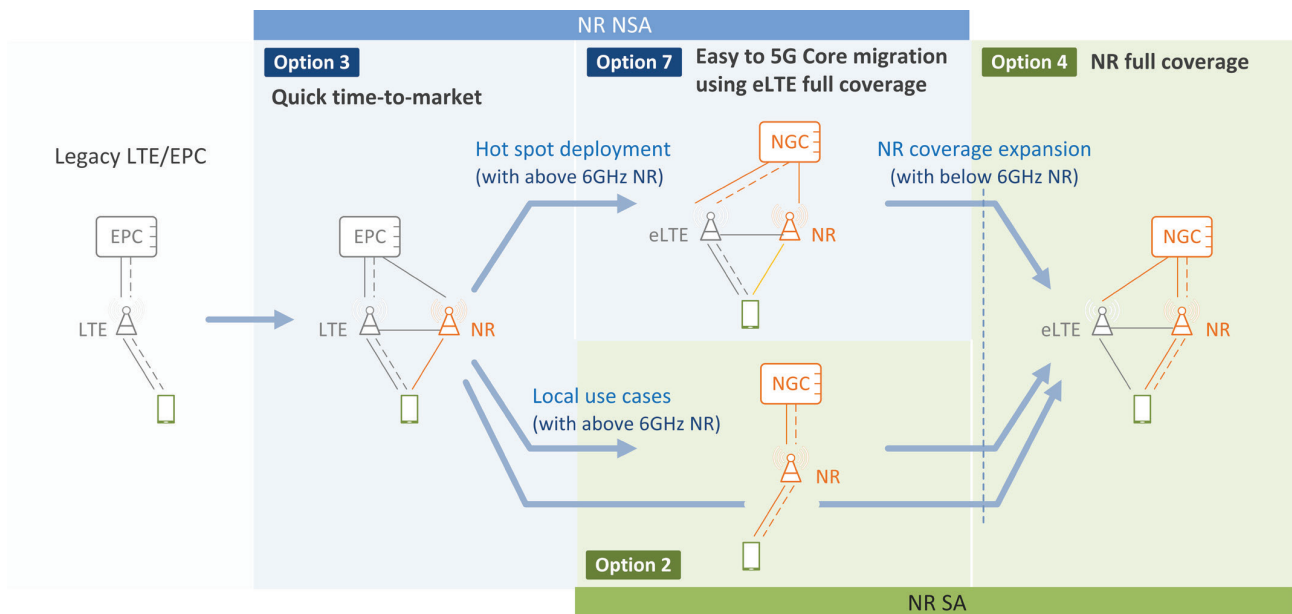 NR NSA
Legacy LTE/EPC
EPC
LTE
Option 3
Quick time-to-market
EPC
LTE
NR
Hot spot deployment
(with above 6GHz NR)
Local use cases
(with above 6GHz NR)
Option 7
Easy to 5G Core migration
using eLTE full coverage
NGC
eLTE
NR
NGC
NR
Option 2
NR coverage expansion
(with below 6GHz NR)
Option 4
NR full coverage
NGC
eLTE
NR
NR SA